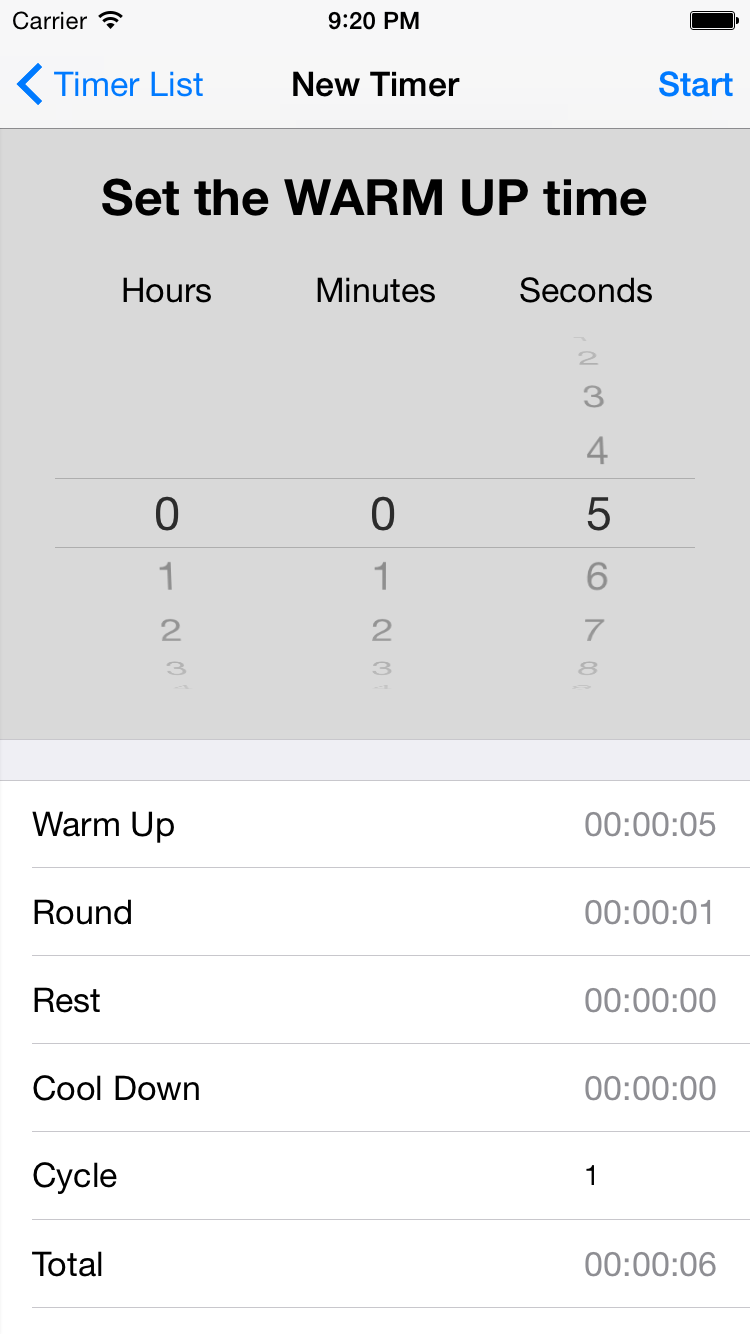 Carrier 9:20 PM
Timer List New Timer Start
Set the WARM UP time
Hours Minutes Seconds
2
3
4
0 0 5
1 1 6
2 2 7
3 3 8
Warm Up 00:00:05
Round 00:00:01
Rest 00:00:00
Cool Down 00:00:00
Cycle 1
Total 00:00:06